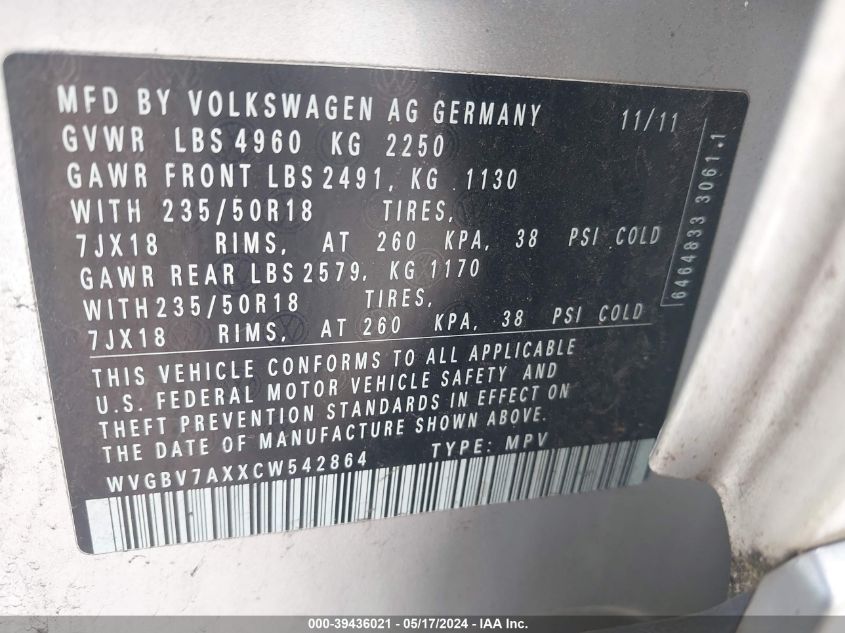 MFD BY VOLKSWAGEN AG GERMANY 11/11
GVWR LBS 4960 KG 2250
GAWR FRONT LBS 2491, KG 1130
WITH 235/50R18 TIRES,
7JX18 RIMS, AT 260 KPA, 38 PSI COLD
GAWR REAR LBS 2579, KG 1170
WITH 235/50R18 TIRES,
7JX18 RIMS, AT 260 KPA, 38 PSI COLD
6464833 3061.1
THIS VEHICLE CONFORMS TO ALL APPLICABLE
U.S. FEDERAL MOTOR VEHICLE SAFETY AND
THEFT PREVENTION STANDARDS IN EFFECT ON
THE DATE OF MANUFACTURE SHOWN ABOVE.
WVGBV7AXXCW542864 TYPE: MPV
000-39436021 - 05/17/2024 - IAA Inc.